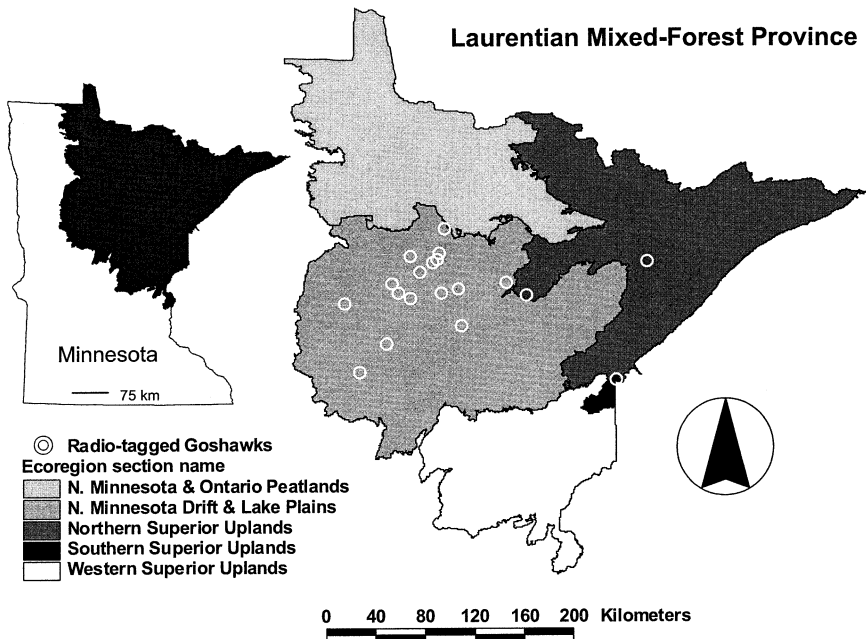 Laurentian Mixed-Forest Province
Minnesota
75 km
Radio-tagged Goshawks
Ecoregion section name
N. Minnesota & Ontario Peatlands
N. Minnesota Drift & Lake Plains
Northern Superior Uplands
Southern Superior Uplands
Western Superior Uplands
0 40 80 120 160 200 Kilometers